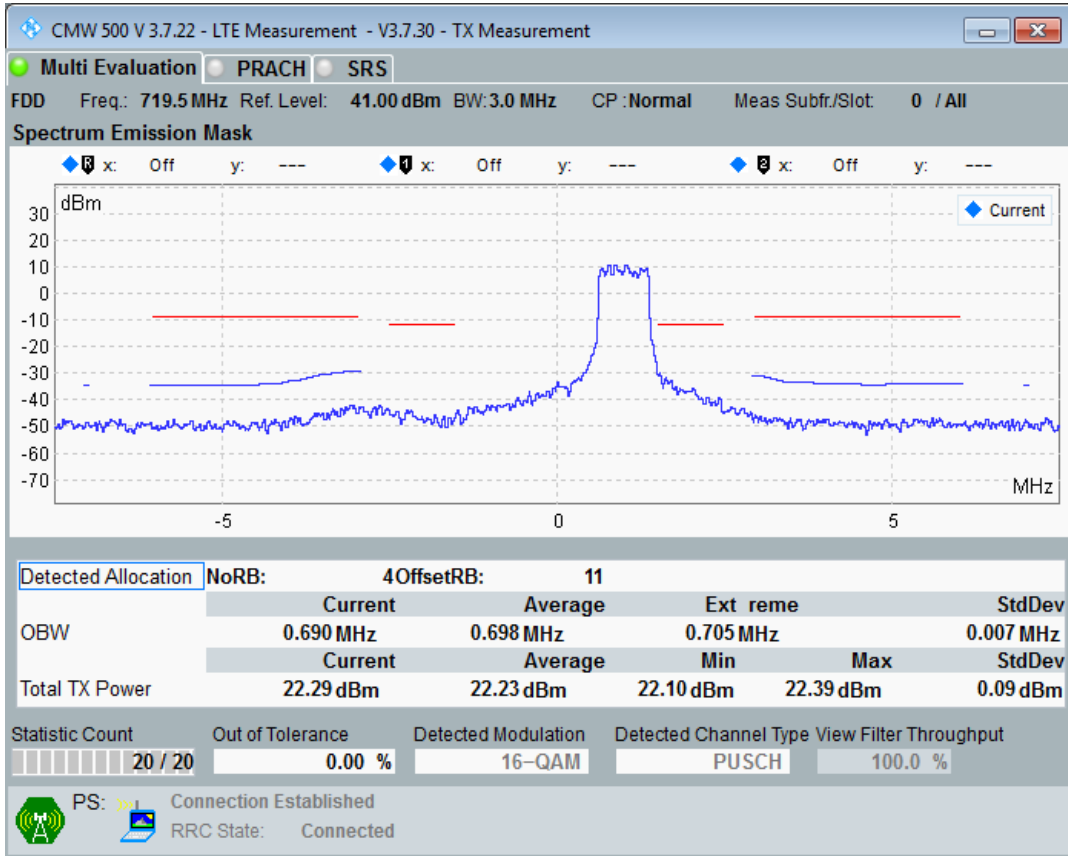 CMW 500 V 3.7.22 - LTE Measurement - V3.7.30 - TX Measurement
Multi Evaluation PRACH SRS
FDD Freq.: 719.5 MHz Ref. Level: 41.00 dBm BW: 3.0 MHz CP : Normal Meas Subfr./Slot: 0 / All
Spectrum Emission Mask
R x: Off y: --- 1 x: Off y: --- 2 x: Off y: ---
dBm
Current
30
20
10
0
-10
-20
-30
-40
-50
-60
-70
MHz
-5 0 5
Detected Allocation NoRB: 4 OffsetRB: 11
Current Average Ext reme StdDev
OBW 0.690 MHz 0.698 MHz 0.705 MHz 0.007 MHz
Current Average Min Max StdDev
Total TX Power 22.29 dBm 22.23 dBm 22.10 dBm 22.39 dBm 0.09 dBm
Statistic Count Out of Tolerance Detected Modulation Detected Channel Type View Filter Throughput
20 / 20 0.00 % 16-QAM PUSCH 100.0 %
PS: Connection Established
RRC State: Connected